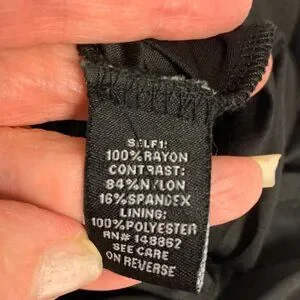 SELF1:
100%RAYON
CONTRAST:
84%NYLON
16%SPANDEX
LINING:
100%POLYESTER
RN# 148862
SEE CARE
ON REVERSE